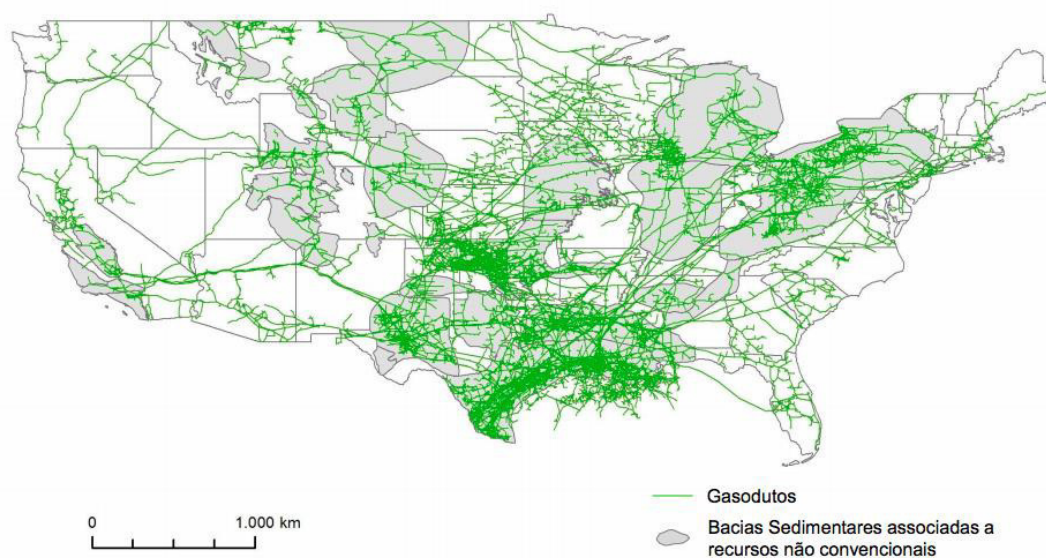 Gasodutos
Bacias Sedimentares associadas a
recursos não convencionais
0
1.000 km